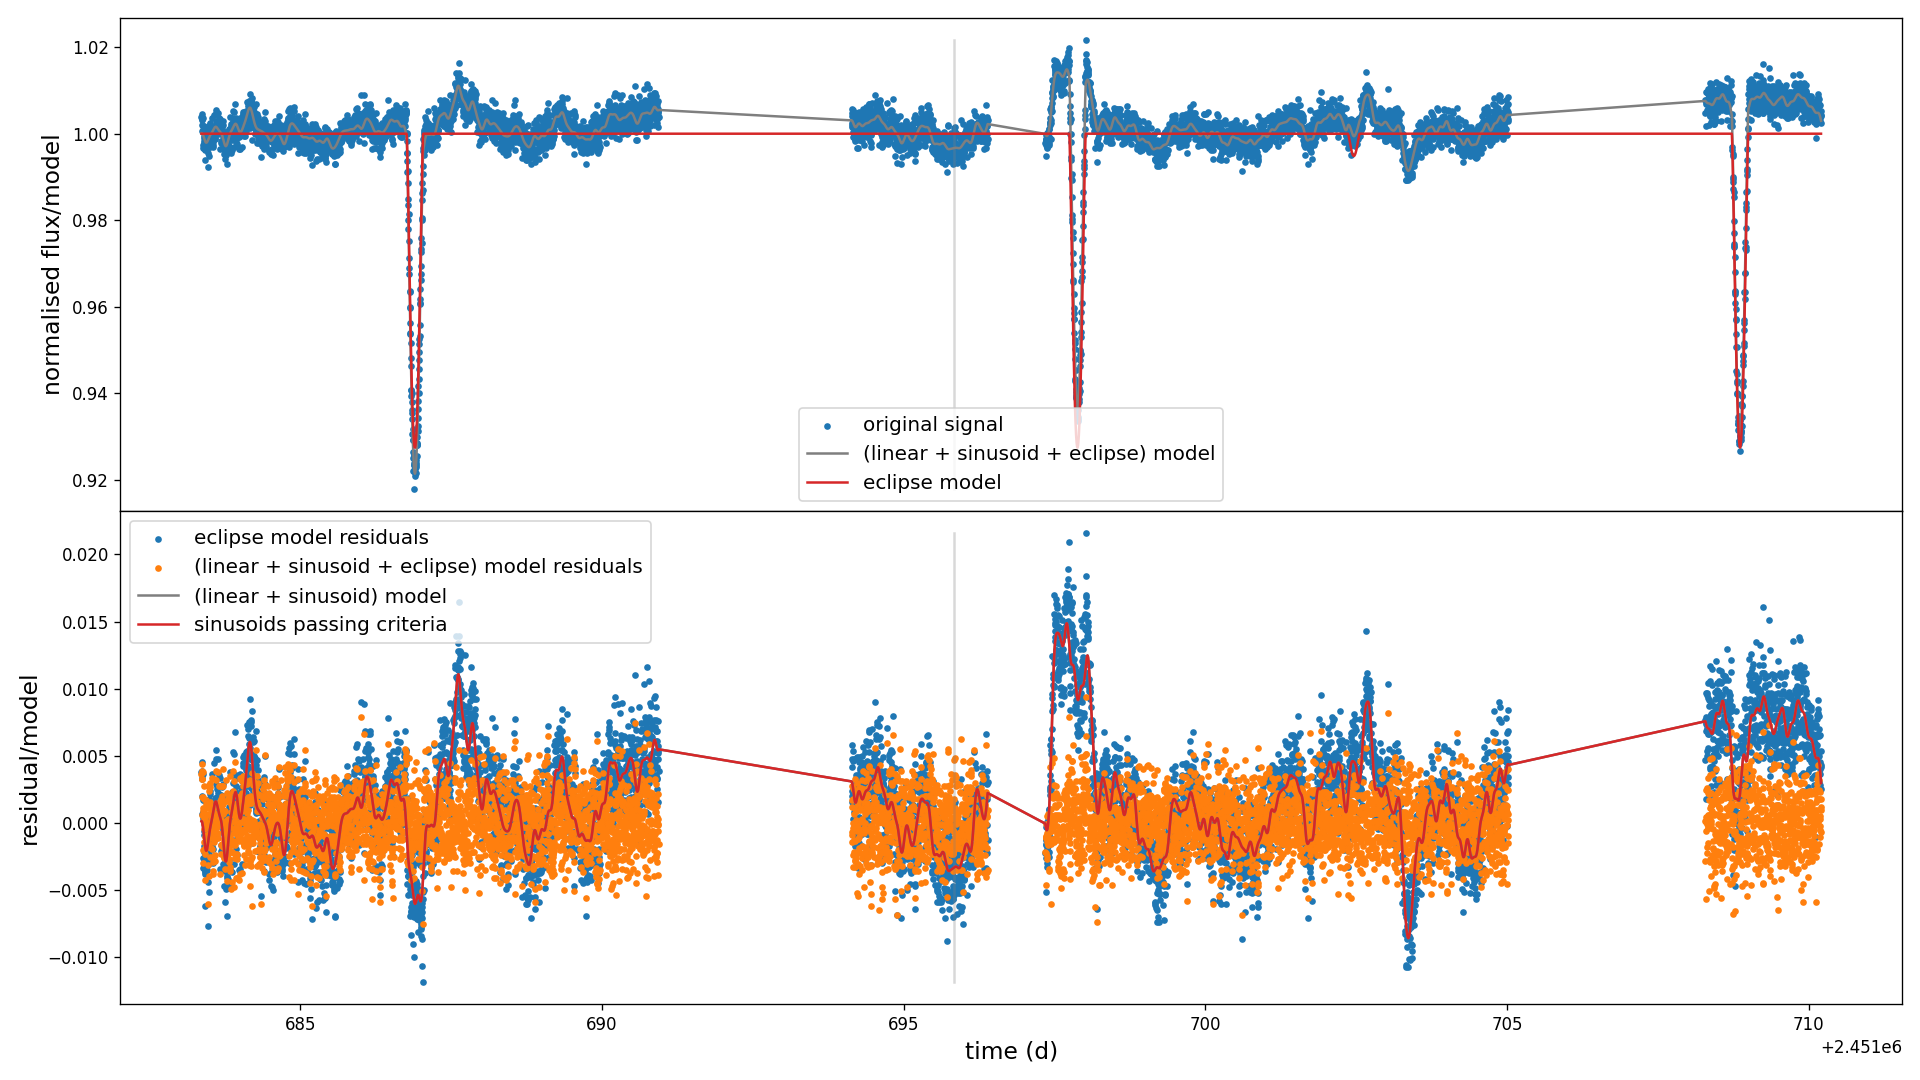 normalised flux/model
1.02
1.00
0.98
0.96
0.94
0.92
original signal
(linear + sinusoid + eclipse) model
eclipse model
residual/model
0.020
0.015
0.010
0.005
0.000
−0.005
−0.010
eclipse model residuals
(linear + sinusoid + eclipse) model residuals
(linear + sinusoid) model
sinusoids passing criteria
685
690
695
700
705
710
time (d)
+2.451e6